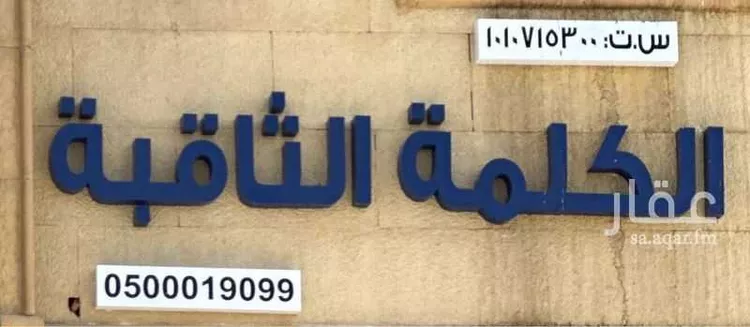 س.ت: ١٠١٠٧١٥٣٠٠
الكلمة الثاقبة
عقار
sa.aqar.fm
0500019099